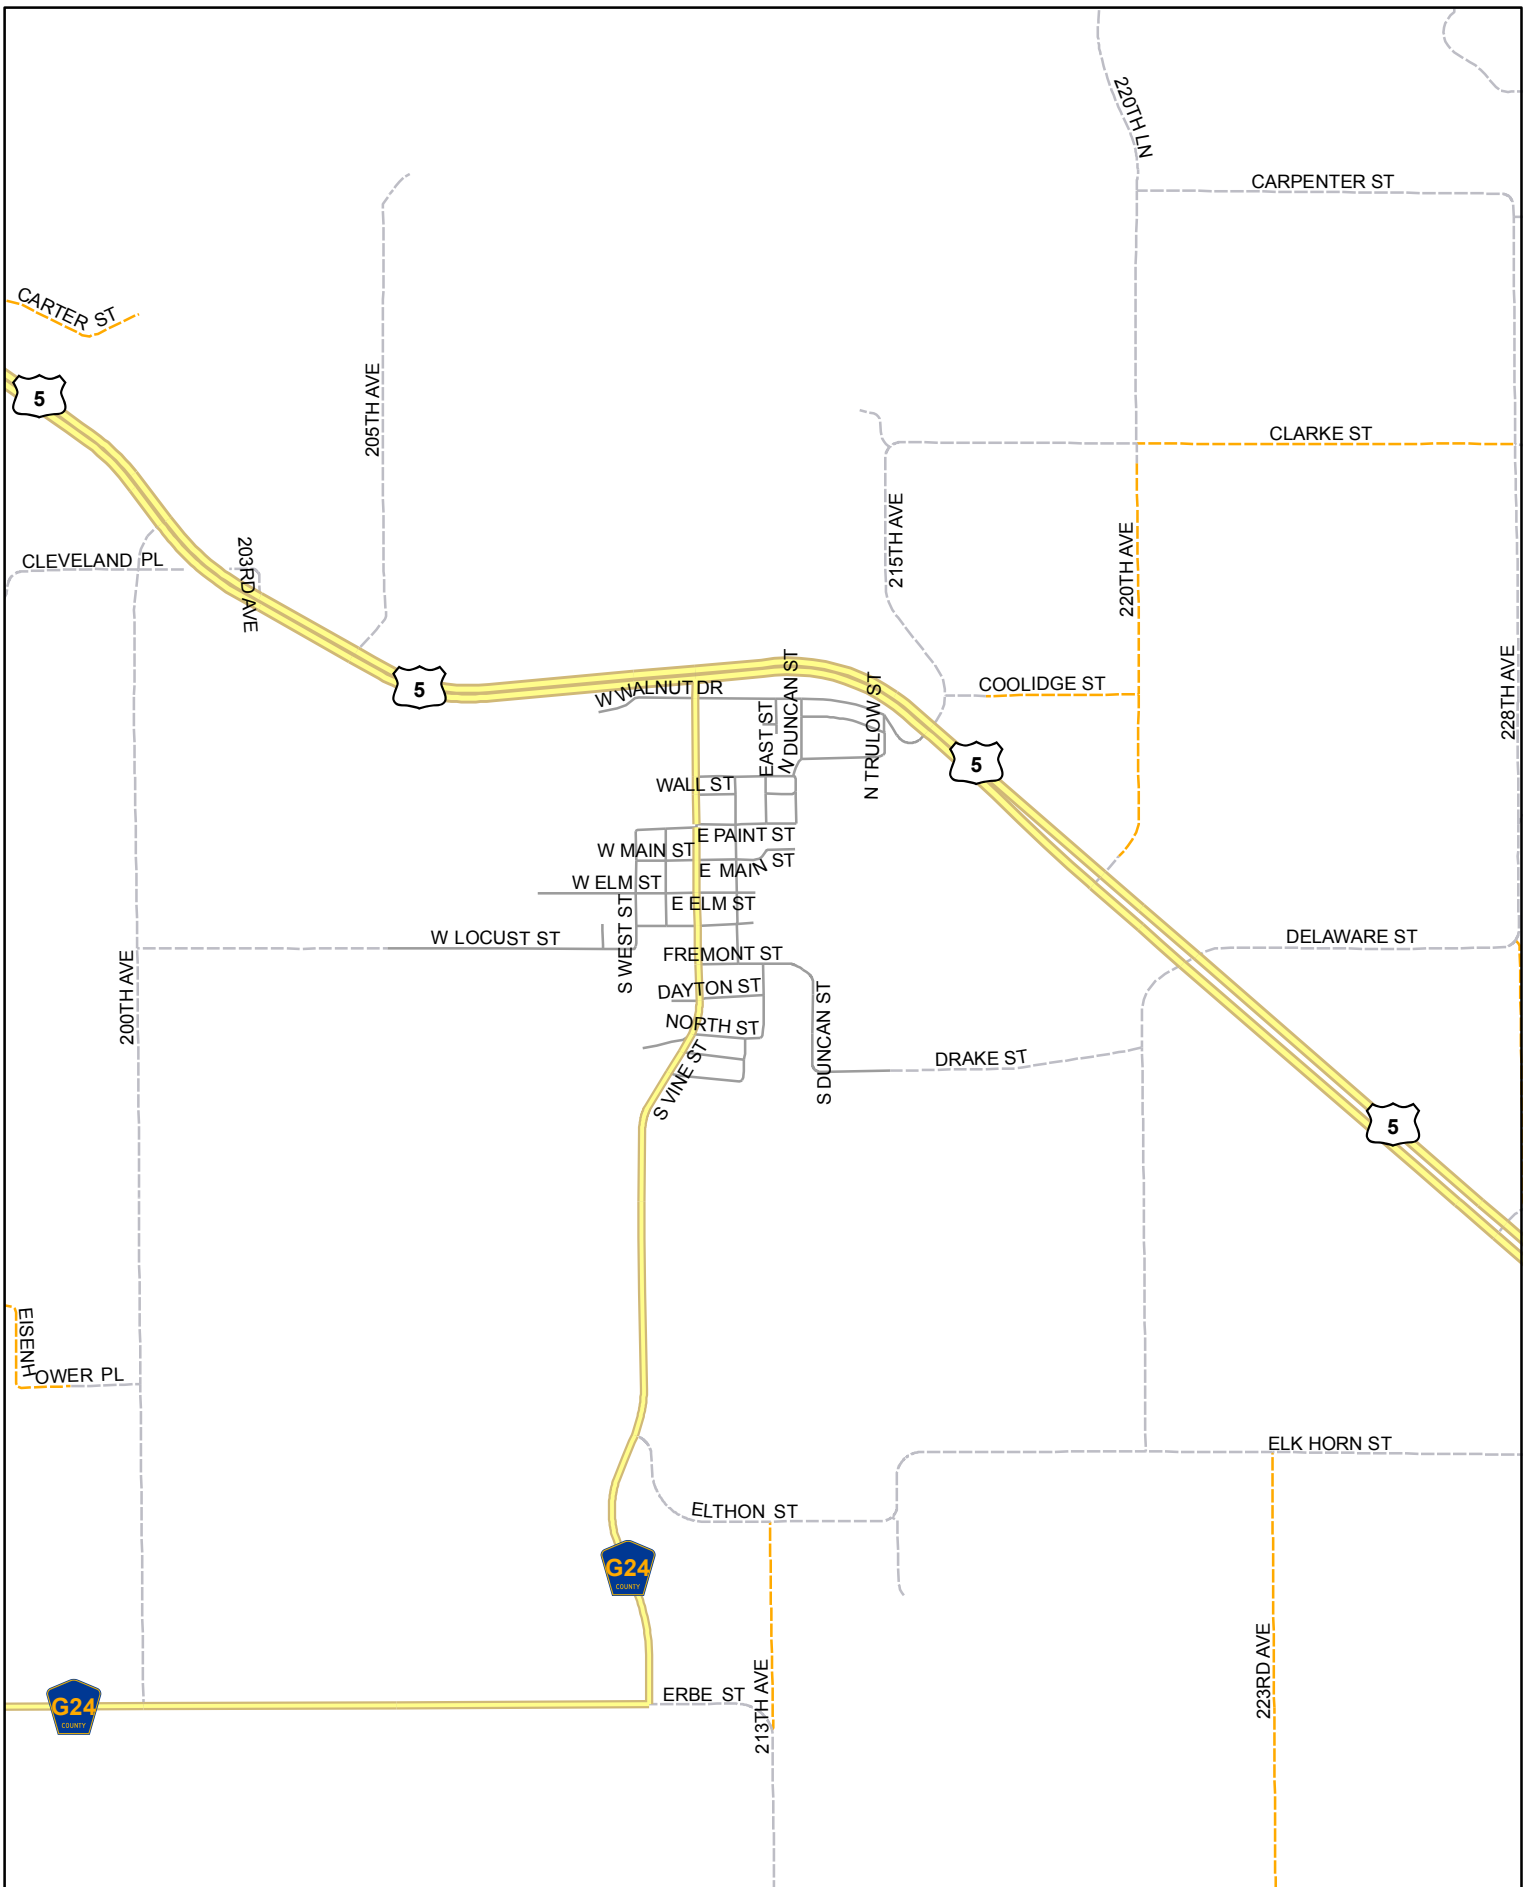 220TH LN
CARPENTER ST
CARTER ST
5
205TH AVE
CLARKE ST
215TH AVE
220TH AVE
CLEVELAND PL
203RD AVE
228TH AVE
5
W WALNUT DR
N DUNCAN ST
N TRULOW ST
COOLIDGE ST
EAST ST
5
WALL ST
E PAINT ST
W MAIN ST
E MAIN ST
W ELM ST
E ELM ST
S WEST ST
W LOCUST ST
FREMONT ST
DELAWARE ST
200TH AVE
DAYTON ST
NORTH ST
S VINE ST
S DUNCAN ST
DRAKE ST
5
EISENHOWER PL
ELK HORN ST
ELTHON ST
G24
COUNTY
213TH AVE
223RD AVE
ERBE ST
G24
COUNTY